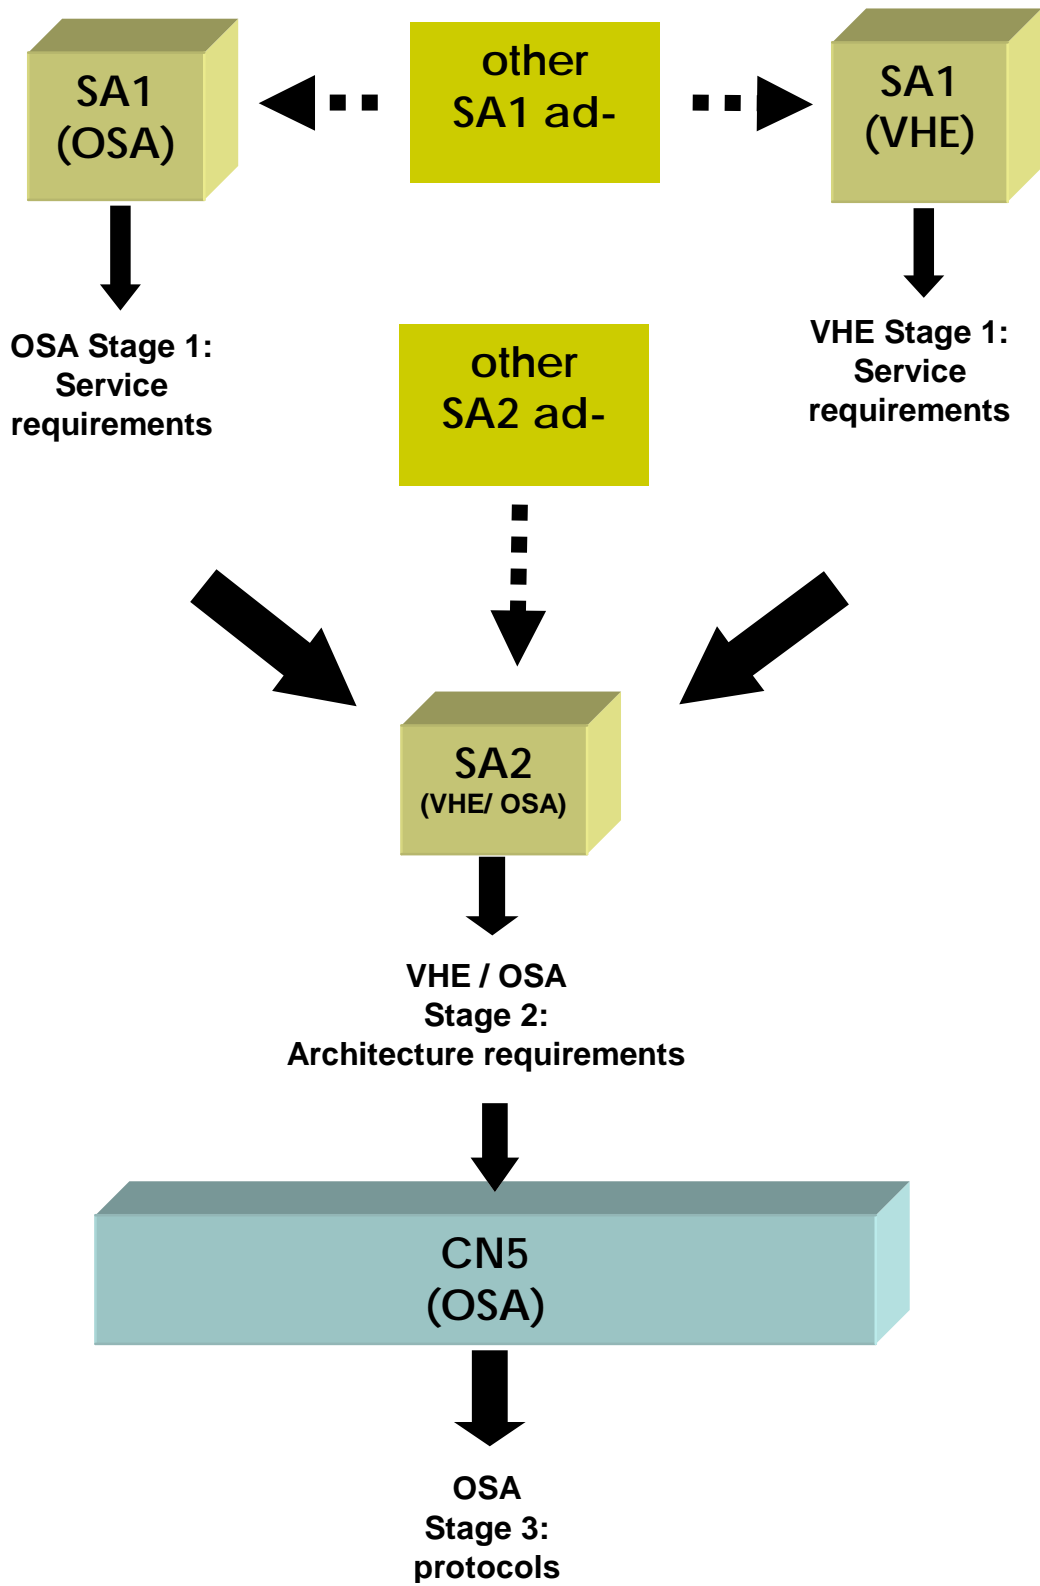 SA1
(OSA)
other
SA1 ad-
SA1
(VHE)
OSA Stage 1:
Service
requirements
other
SA2 ad-
VHE Stage 1:
Service
requirements
SA2
(VHE/ OSA)
VHE / OSA
Stage 2:
Architecture requirements
CN5
(OSA)
OSA
Stage 3:
protocols